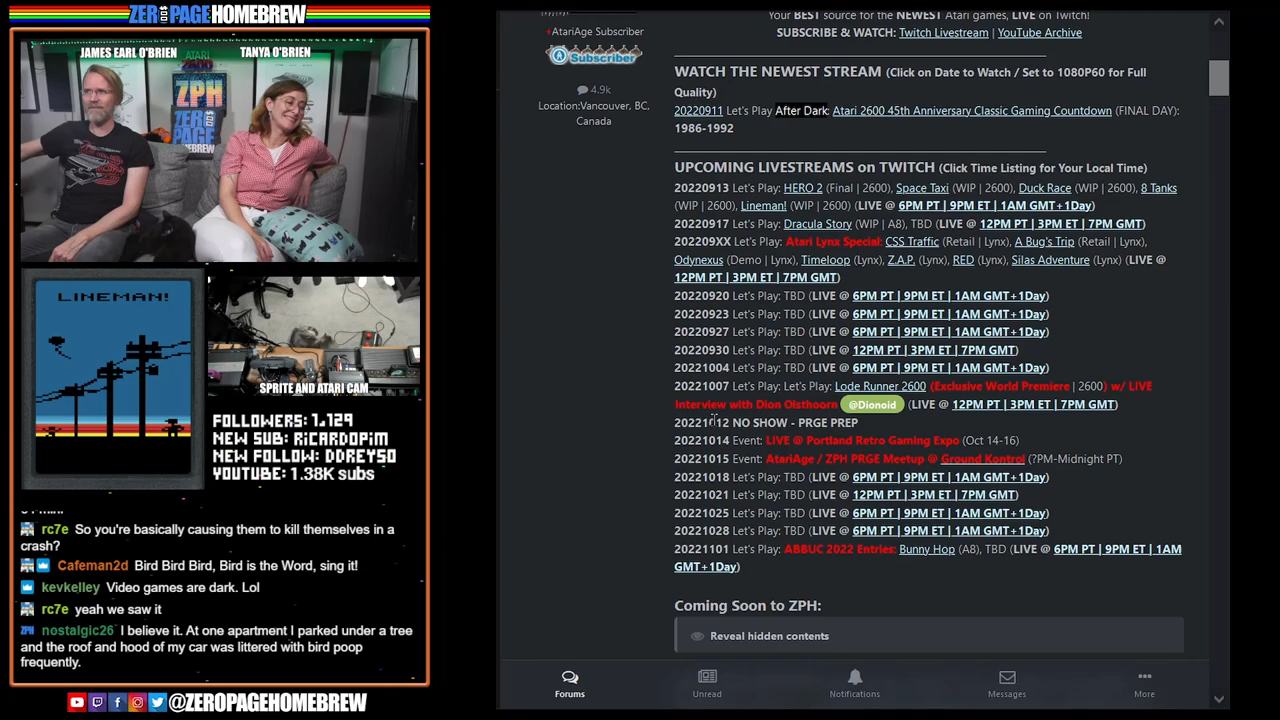 ZERO PAGE HOMEBREW
JAMES EARL O'BRIEN
TANYA O'BRIEN
ATARI
ZPH
ZERO
PAGE
HOMEBREW
LINEMAN!
SPRITE AND ATARI CAM
FOLLOWERS: 1,129
NEW SUB: RICARDOPIM
NEW FOLLOW: DDREYSO
YOUTUBE: 1.38K subs
rc7e So you're basically causing them to kill themselves in a
crash?
Cafeman2d Bird Bird Bird, Bird is the Word, sing it!
kevkelley Video games are dark. Lol
rc7e yeah we saw it
nostalgic26 I believe it. At one apartment I parked under a tree
and the roof and hood of my car was littered with bird poop
frequently.
@ZEROPAGEHOMEBREW
+AtariAge Subscriber
Subscriber
4.9k
Location:Vancouver, BC,
Canada
Your BEST source for the NEWEST Atari games, LIVE on Twitch!
SUBSCRIBE & WATCH: Twitch Livestream | YouTube Archive
WATCH THE NEWEST STREAM (Click on Date to Watch / Set to 1080P60 for Full
Quality)
20220911 Let's Play After Dark: Atari 2600 45th Anniversary Classic Gaming Countdown (FINAL DAY):
1986-1992
UPCOMING LIVESTREAMS on TWITCH (Click Time Listing for Your Local Time)
20220913 Let's Play: HERO 2 (Final | 2600), Space Taxi (WIP | 2600), Duck Race (WIP | 2600), 8 Tanks
(WIP | 2600), Lineman! (WIP | 2600) (LIVE @ 6PM PT | 9PM ET | 1AM GMT+1Day)
20220917 Let's Play: Dracula Story (WIP | A8), TBD (LIVE @ 12PM PT | 3PM ET | 7PM GMT)
202209XX Let's Play: Atari Lynx Special: CSS Traffic (Retail | Lynx), A Bug's Trip (Retail | Lynx),
Odynexus (Demo | Lynx), Timeloop (Lynx), Z.A.P. (Lynx), RED (Lynx), Silas Adventure (Lynx) (LIVE @
12PM PT | 3PM ET | 7PM GMT)
20220920 Let's Play: TBD (LIVE @ 6PM PT | 9PM ET | 1AM GMT+1Day)
20220923 Let's Play: TBD (LIVE @ 6PM PT | 9PM ET | 1AM GMT+1Day)
20220927 Let's Play: TBD (LIVE @ 6PM PT | 9PM ET | 1AM GMT+1Day)
20220930 Let's Play: TBD (LIVE @ 12PM PT | 3PM ET | 7PM GMT)
20221004 Let's Play: TBD (LIVE @ 6PM PT | 9PM ET | 1AM GMT+1Day)
20221007 Let's Play: Let's Play: Lode Runner 2600 (Exclusive World Premiere | 2600) w/ LIVE
Interview with Dion Olsthoorn @Dionoid (LIVE @ 12PM PT | 3PM ET | 7PM GMT)
20221012 NO SHOW - PRGE PREP
20221014 Event: LIVE @ Portland Retro Gaming Expo (Oct 14-16)
20221015 Event: AtariAge / ZPH PRGE Meetup @ Ground Kontrol (?PM-Midnight PT)
20221018 Let's Play: TBD (LIVE @ 6PM PT | 9PM ET | 1AM GMT+1Day)
20221021 Let's Play: TBD (LIVE @ 12PM PT | 3PM ET | 7PM GMT)
20221025 Let's Play: TBD (LIVE @ 6PM PT | 9PM ET | 1AM GMT+1Day)
20221028 Let's Play: TBD (LIVE @ 6PM PT | 9PM ET | 1AM GMT+1Day)
20221101 Let's Play: ABBUC 2022 Entries: Bunny Hop (A8), TBD (LIVE @ 6PM PT | 9PM ET | 1AM
GMT+1Day)
Coming Soon to ZPH:
Reveal hidden contents
Forums
Unread
Notifications
Messages
More